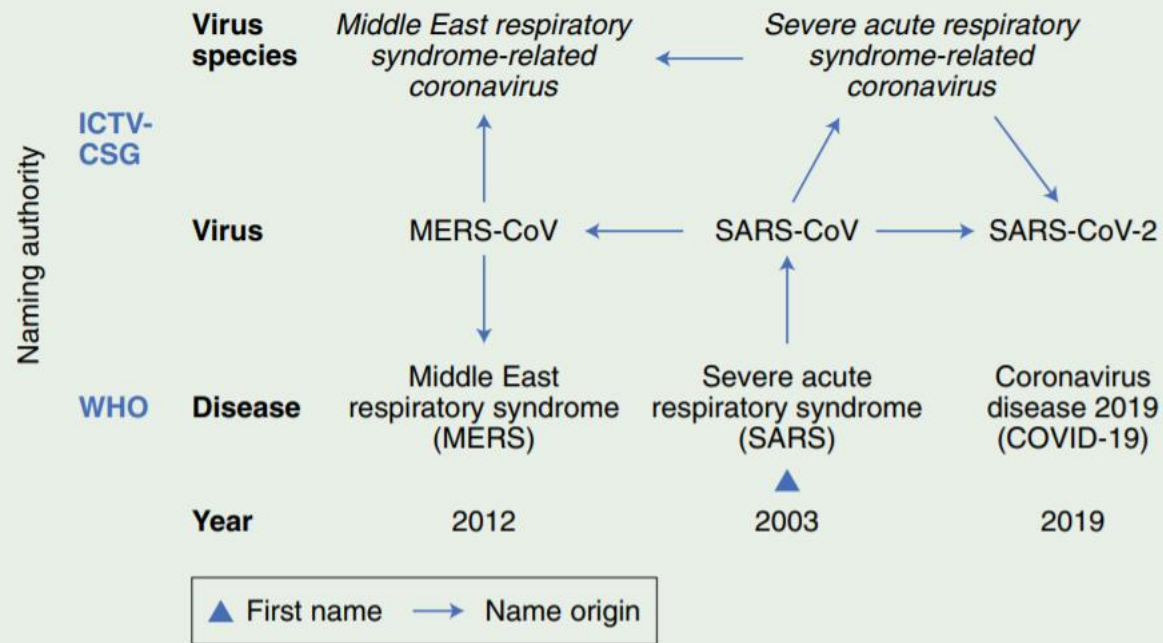 Naming authority
ICTV-
CSG
WHO
Virus
species
Middle East respiratory
syndrome-related
coronavirus
Severe acute respiratory
syndrome-related
coronavirus
Virus
MERS-CoV
SARS-CoV
SARS-CoV-2
Disease
Middle East
respiratory syndrome
(MERS)
Severe acute
respiratory syndrome
(SARS)
Coronavirus
disease 2019
(COVID-19)
Year
2012
2003
2019
First name
Name origin